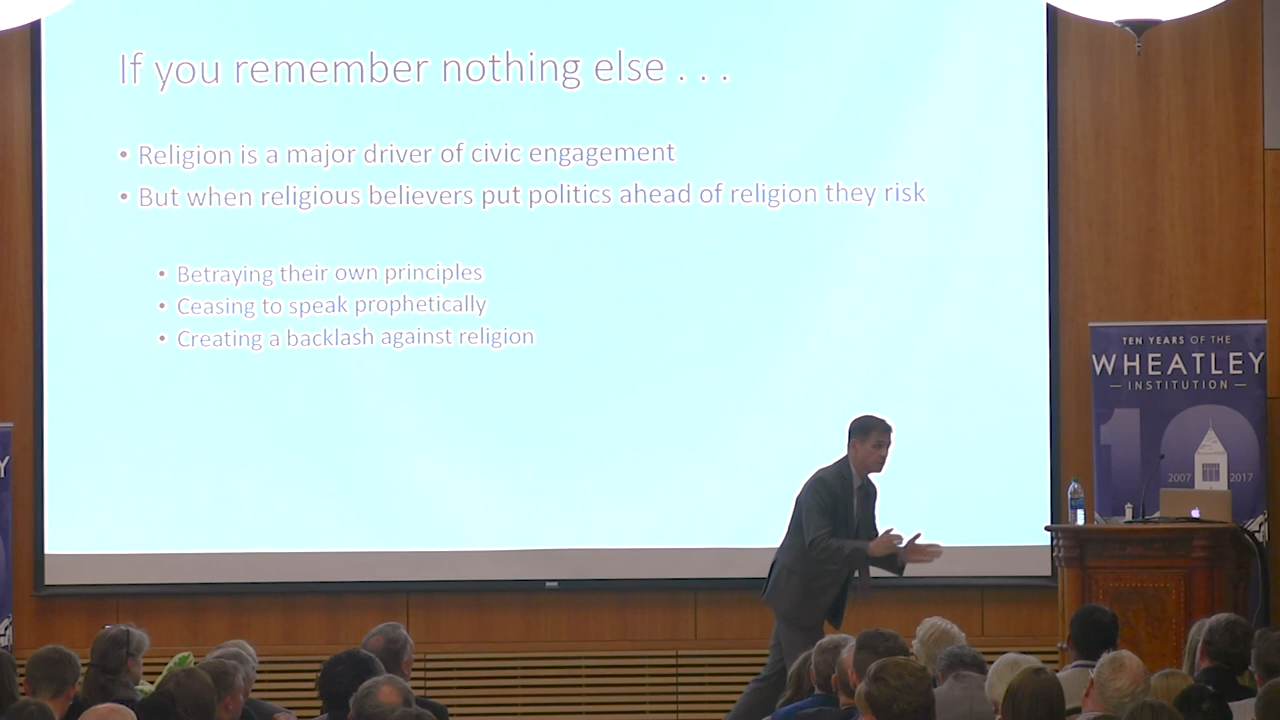 If you remember nothing else . . .
• Religion is a major driver of civic engagement
• But when religious believers put politics ahead of religion they risk
• Betraying their own principles
• Ceasing to speak prophetically
• Creating a backlash against religion
TEN YEARS OF THE
WHEATLEY
— INSTITUTION —
10
2007 2017
Y